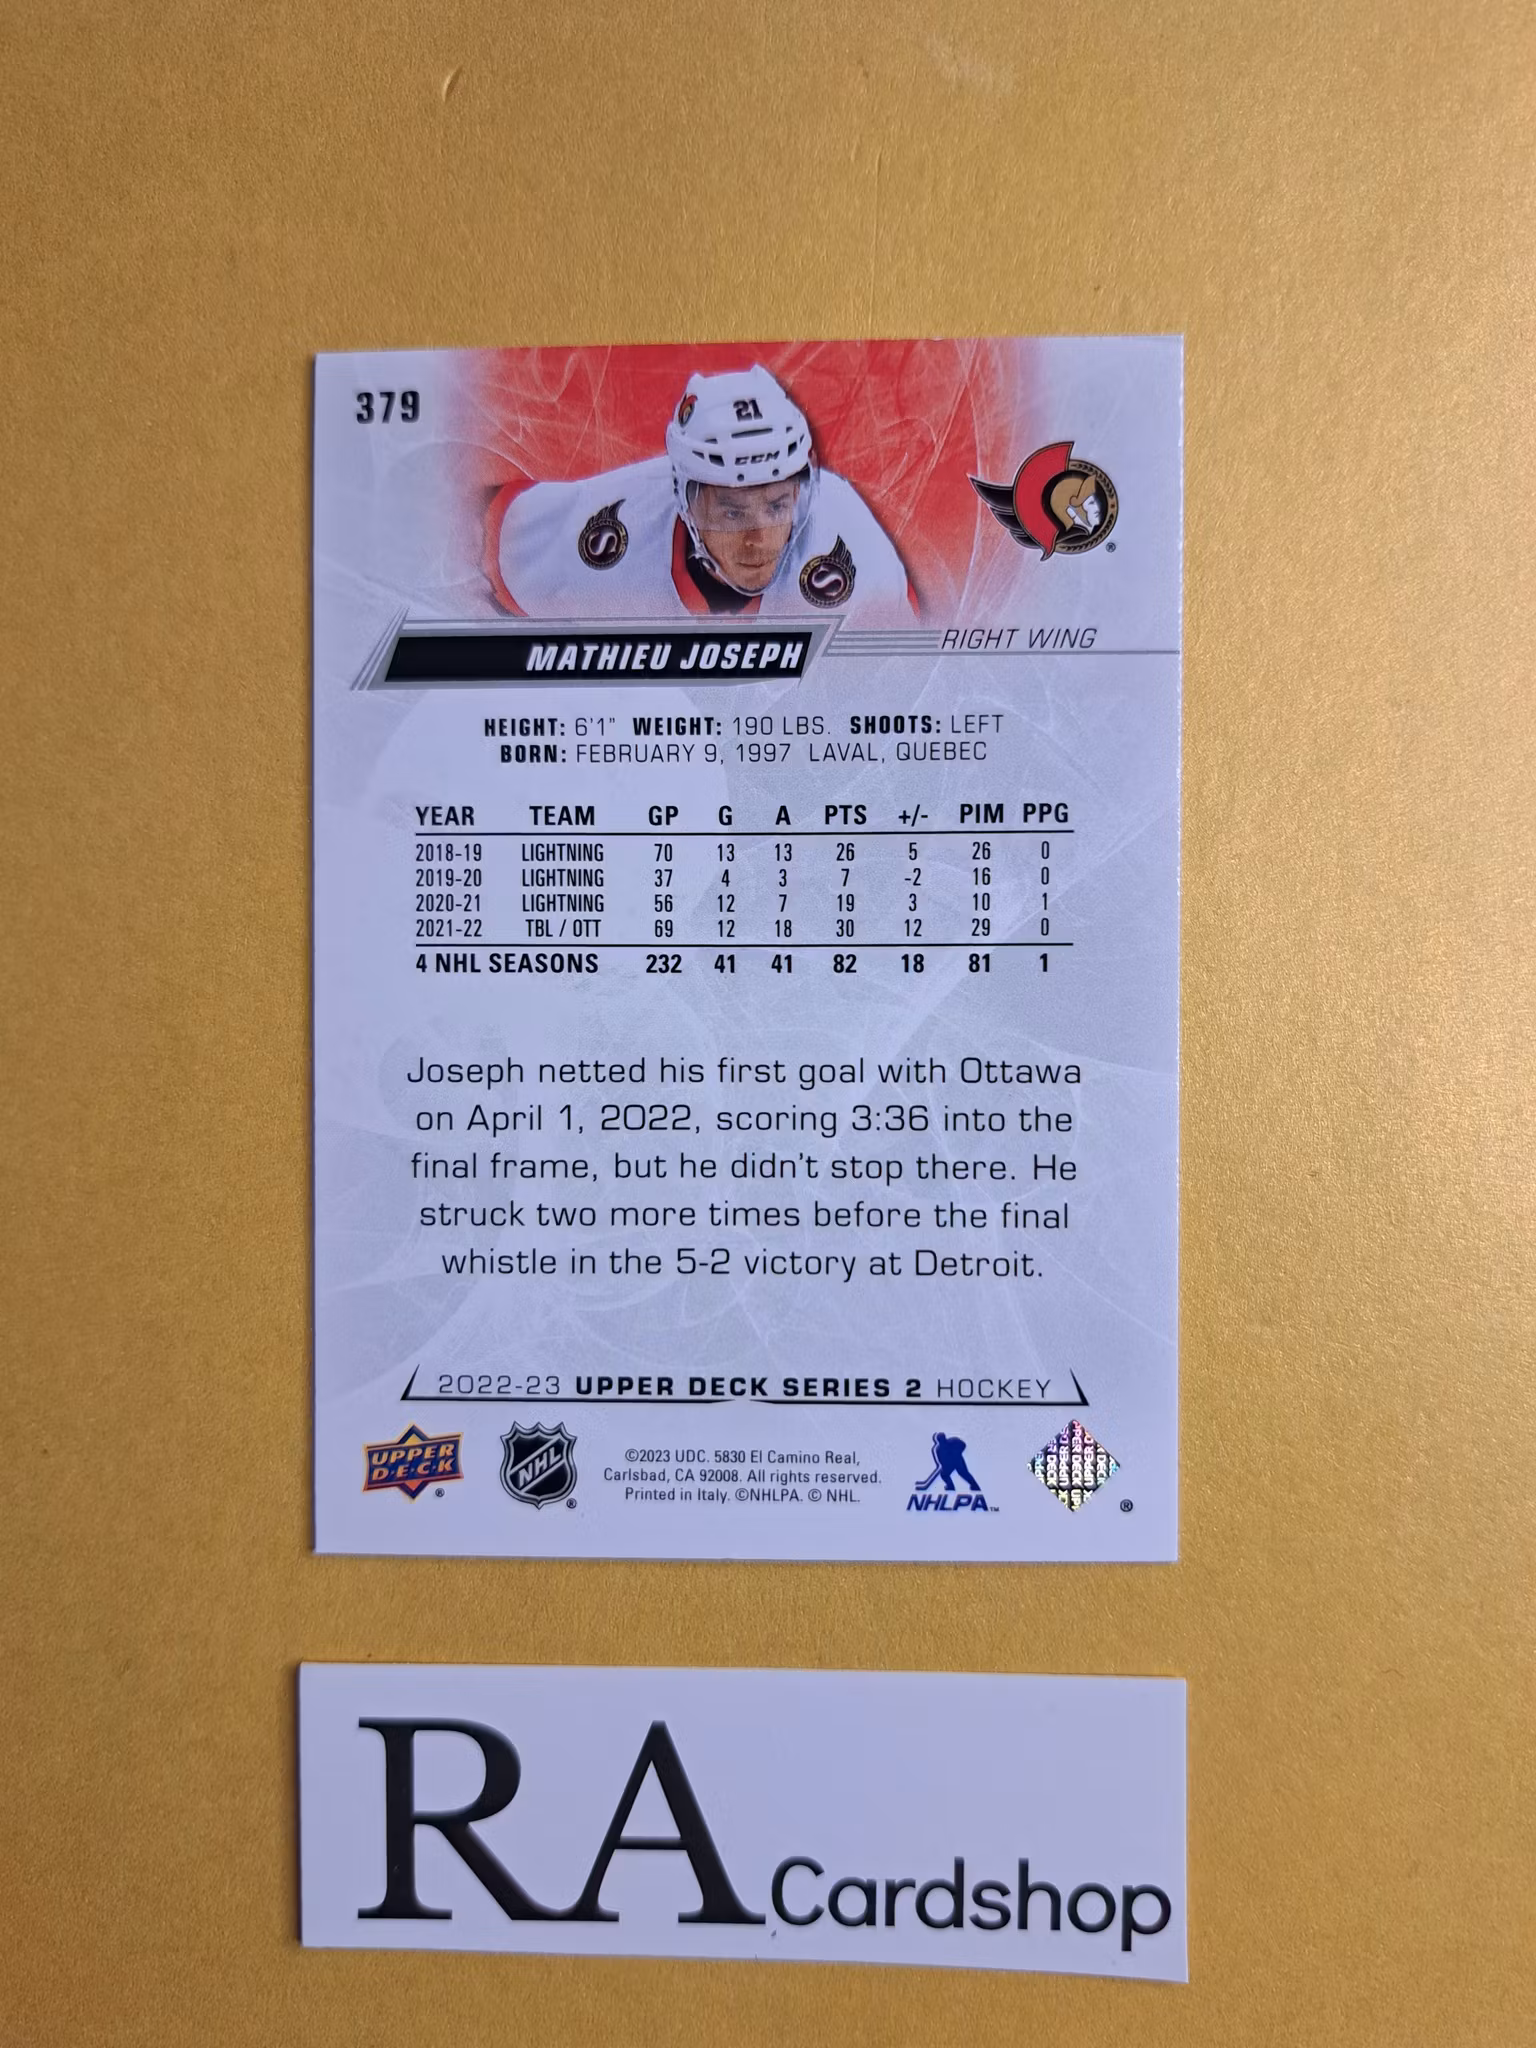 379
21
CCM
S
S
®
MATHIEU JOSEPH
RIGHT WING
HEIGHT: 6'1" WEIGHT: 190 LBS. SHOOTS: LEFT
BORN: FEBRUARY 9, 1997 LAVAL, QUEBEC
YEAR TEAM GP G A PTS +/- PIM PPG
2018-19 LIGHTNING 70 13 13 26 5 26 0
2019-20 LIGHTNING 37 4 3 7 -2 16 0
2020-21 LIGHTNING 56 12 7 19 3 10 1
2021-22 TBL / OTT 69 12 18 30 12 29 0
4 NHL SEASONS 232 41 41 82 18 81 1
Joseph netted his first goal with Ottawa
on April 1, 2022, scoring 3:36 into the
final frame, but he didn't stop there. He
struck two more times before the final
whistle in the 5-2 victory at Detroit.
2022-23 UPPER DECK SERIES 2 HOCKEY
UPPER
DECK ®
NHL ®
©2023 UDC. 5830 El Camino Real,
Carlsbad, CA 92008. All rights reserved.
Printed in Italy. ©NHLPA. © NHL.
NHLPA™
UPPER DECK
®
RA Cardshop